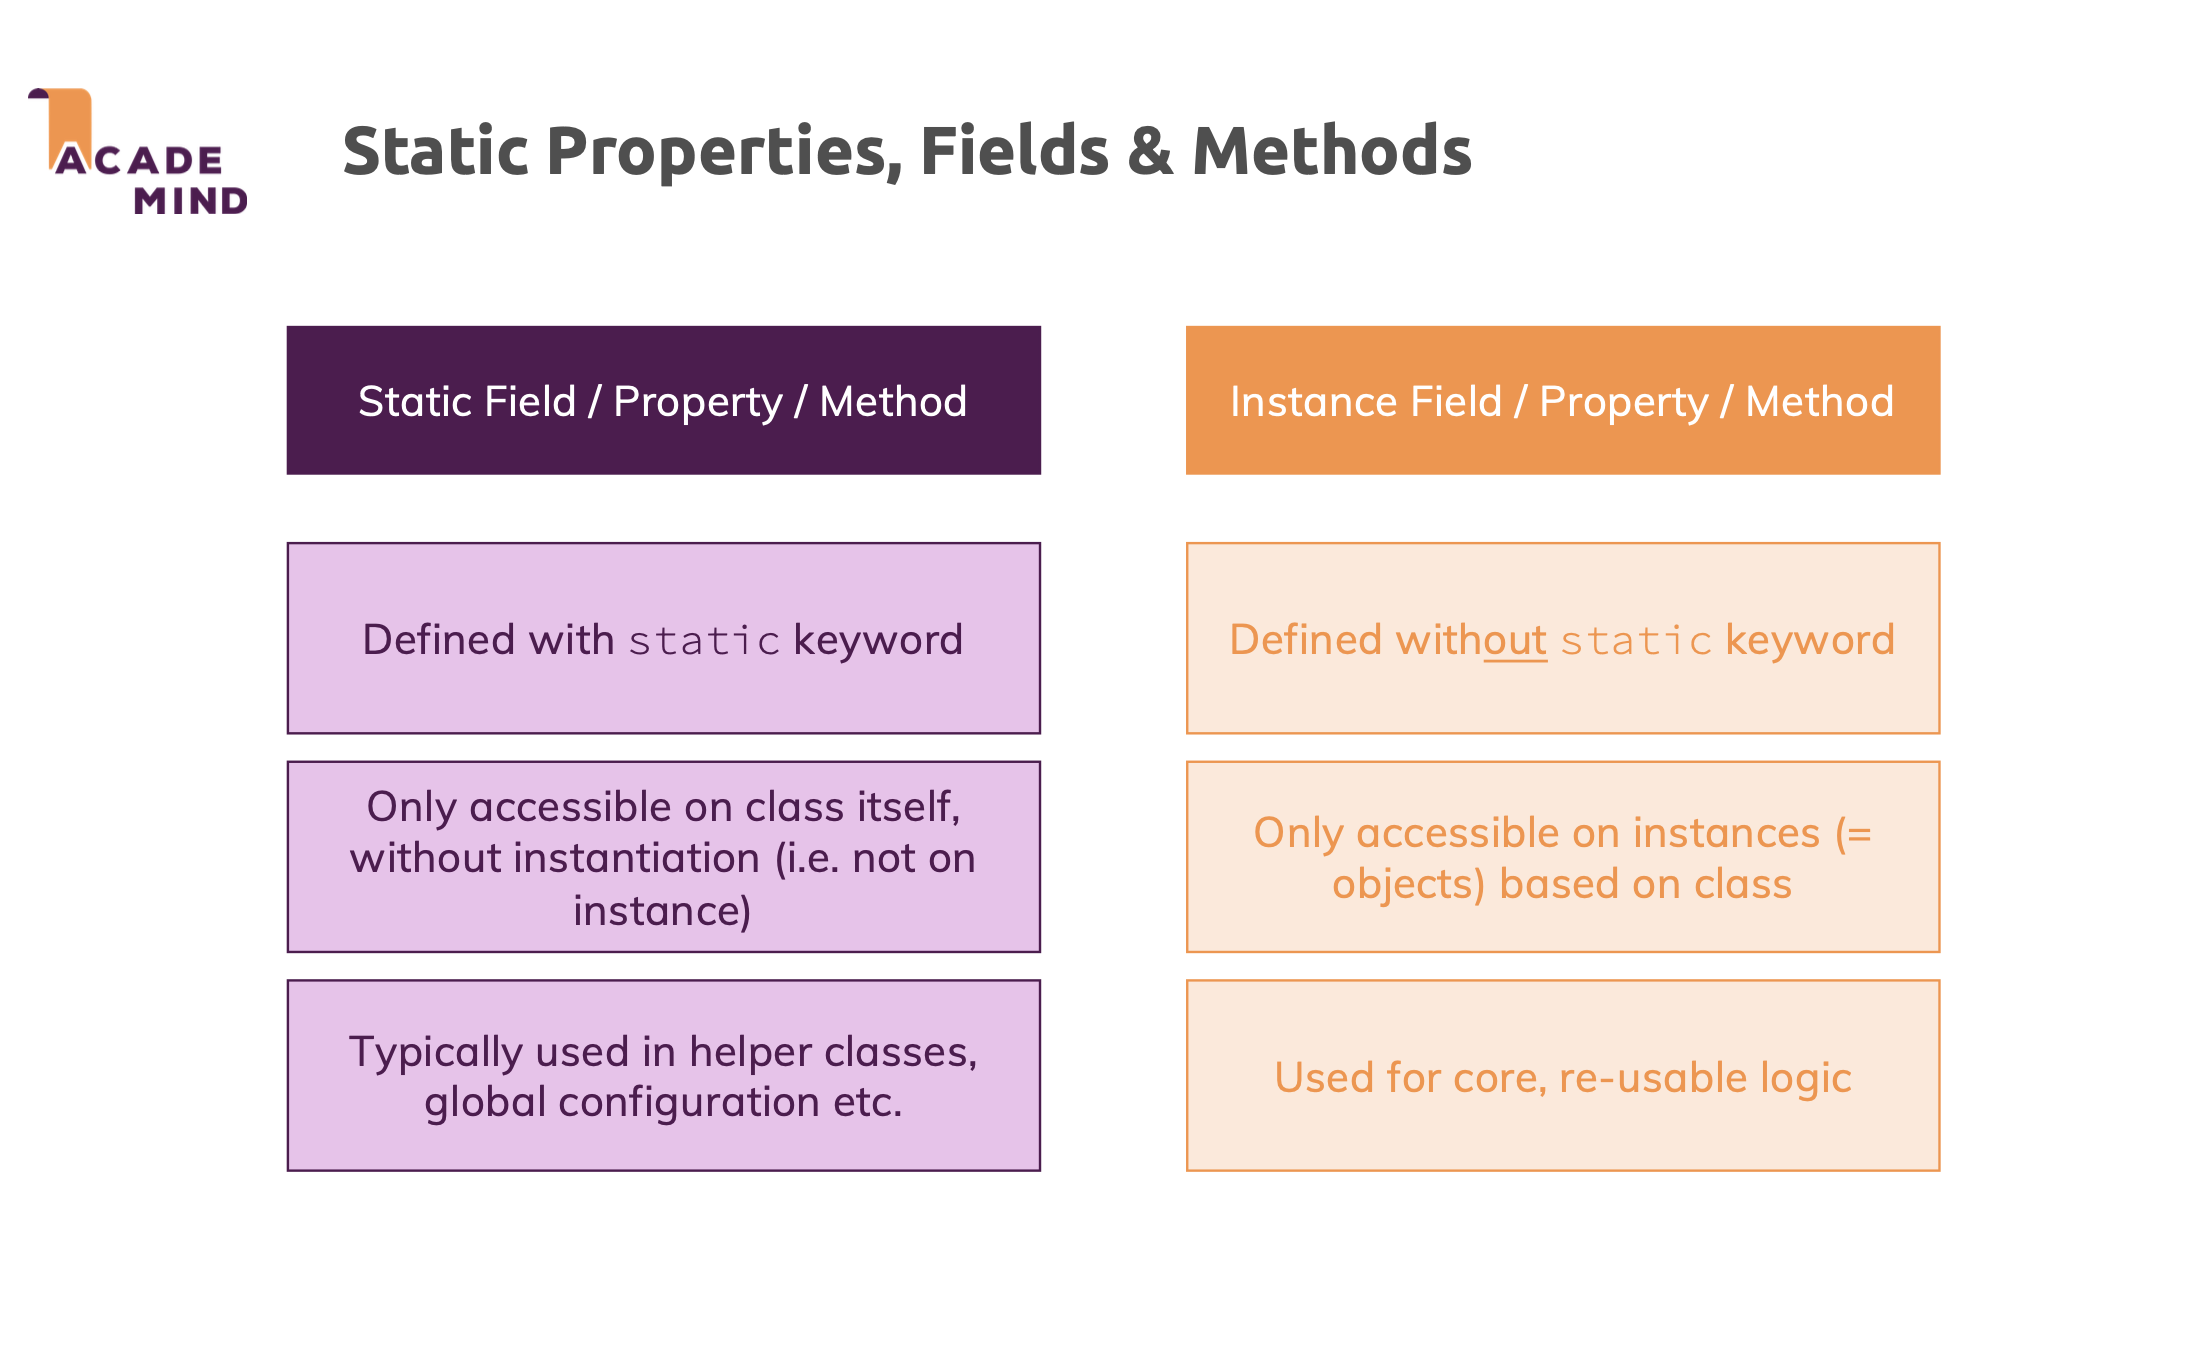 ACADE
MIND
Static Properties, Fields & Methods
Static Field / Property / Method
Instance Field / Property / Method
Defined with static keyword
Defined without static keyword
Only accessible on class itself,
without instantiation (i.e. not on
instance)
Only accessible on instances (=
objects) based on class
Typically used in helper classes,
global configuration etc.
Used for core, re-usable logic